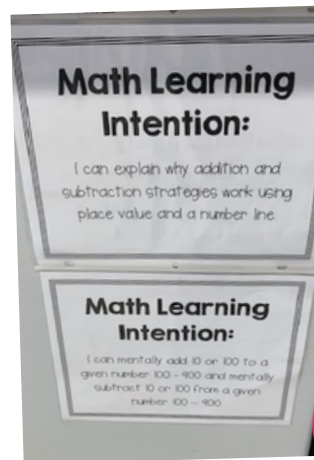 Math Learning
Intention:
I can explain why addition and
subtraction strategies work using
place value and a number line.
Math Learning
Intention:
I can mentally add 10 or 100 to a
given number 100 - 900 and mentally
subtract 10 or 100 from a given
number 100 - 900